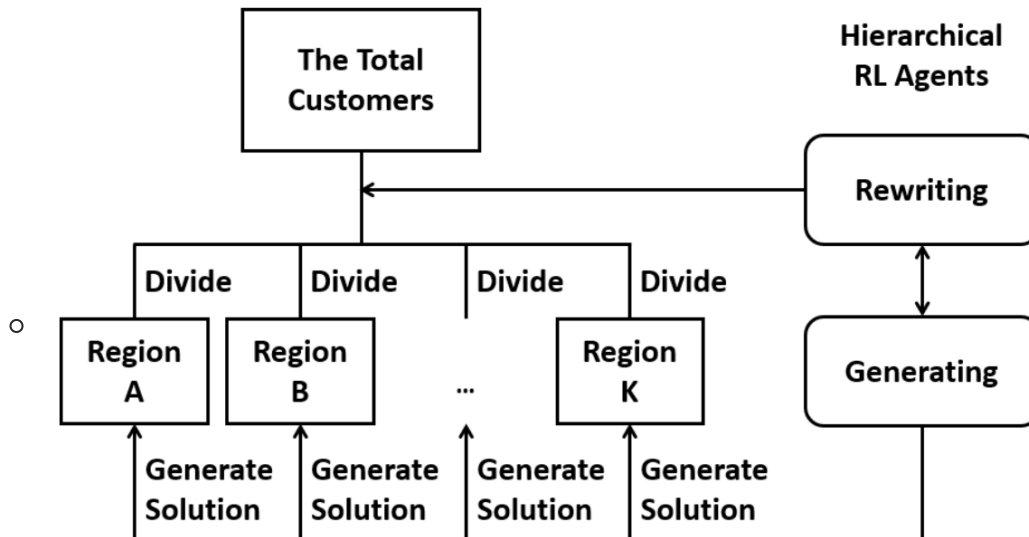 The Total
Customers
Hierarchical
RL Agents
Rewriting
Divide
Divide
Divide
Divide
Region
A
Region
B
...
Region
K
Generating
Generate
Solution
Generate
Solution
Generate
Solution
Generate
Solution